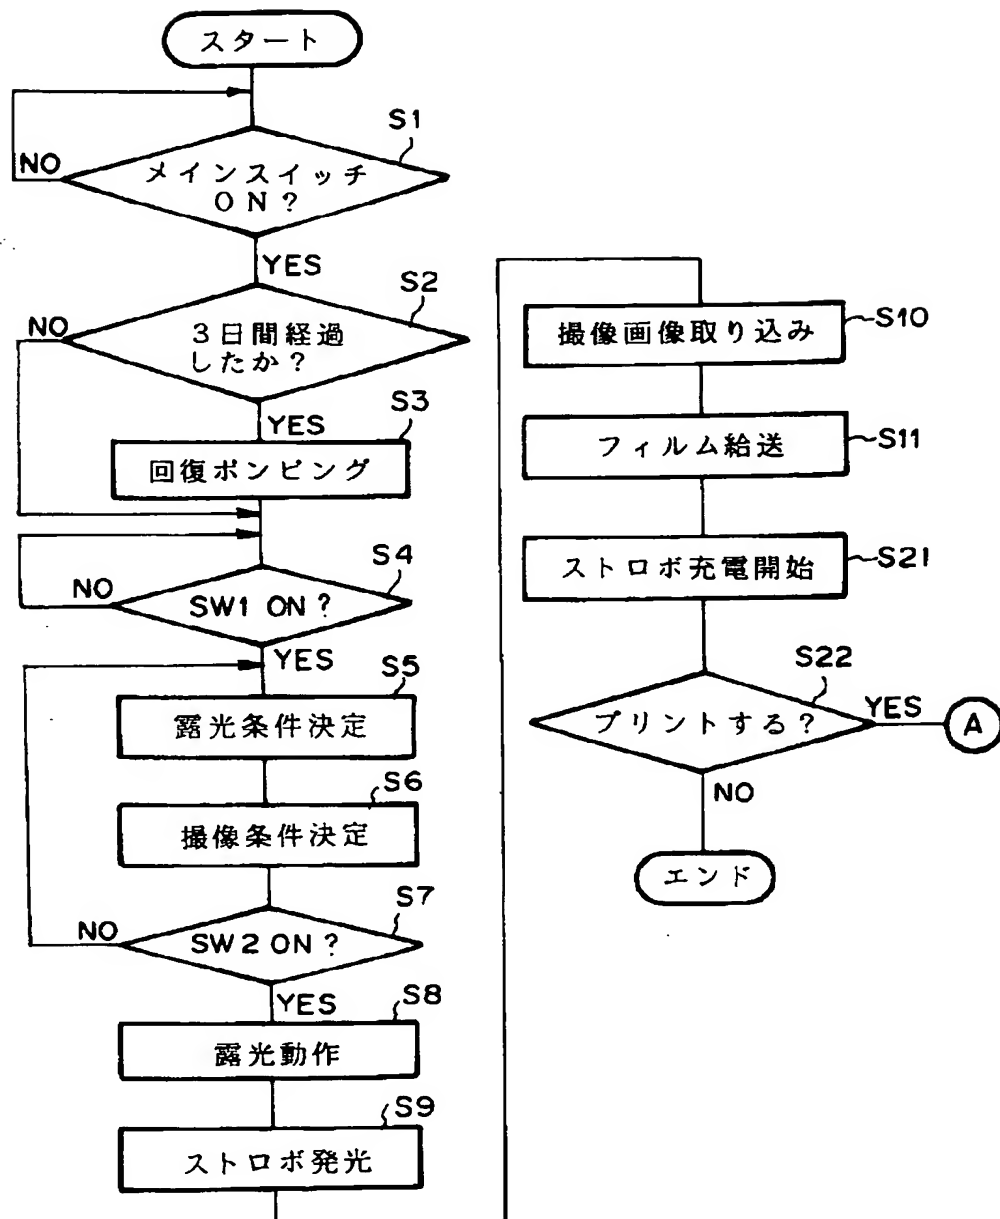 スタート
S1
NO
メインスイッチ
ON?
YES
S2
NO
3日間経過
したか?
YES
S3
回復ポンピング
S4
NO
SW1 ON?
YES
S5
露光条件決定
S6
撮像条件決定
S7
NO
SW2 ON?
YES
S8
露光動作
S9
ストロボ発光
撮像画像取り込み
S10
フィルム給送
S11
ストロボ充電開始
S21
S22
プリントする?
YES
A
NO
エンド